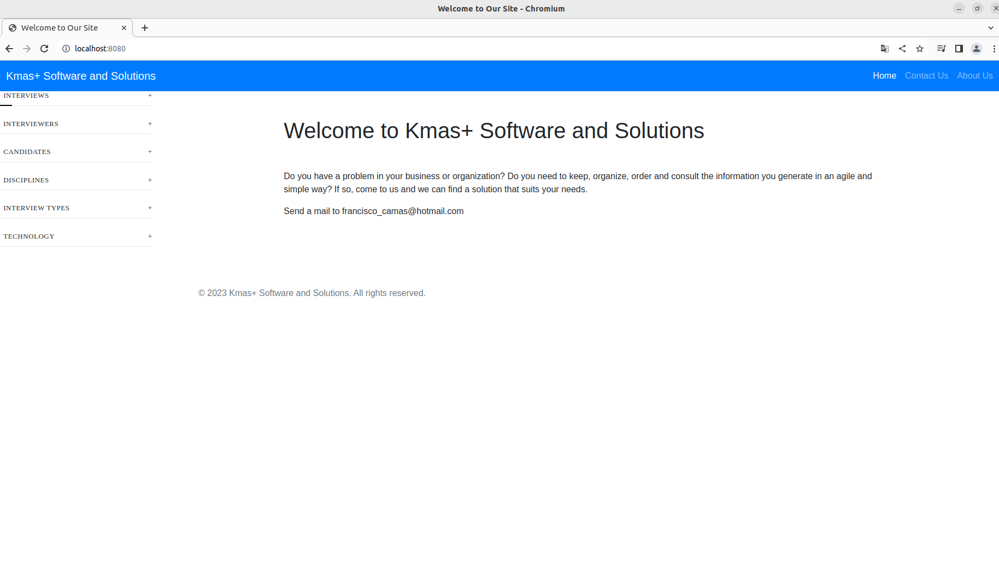 Welcome to Our Site - Chromium
Welcome to Our Site
localhost:8080
Kmas+ Software and Solutions
Home Contact Us About Us
INTERVIEWS +
INTERVIEWERS +
CANDIDATES +
DISCIPLINES +
INTERVIEW TYPES +
TECHNOLOGY +
Welcome to Kmas+ Software and Solutions
Do you have a problem in your business or organization? Do you need to keep, organize, order and consult the information you generate in an agile and
simple way? If so, come to us and we can find a solution that suits your needs.
Send a mail to francisco_camas@hotmail.com
© 2023 Kmas+ Software and Solutions. All rights reserved.